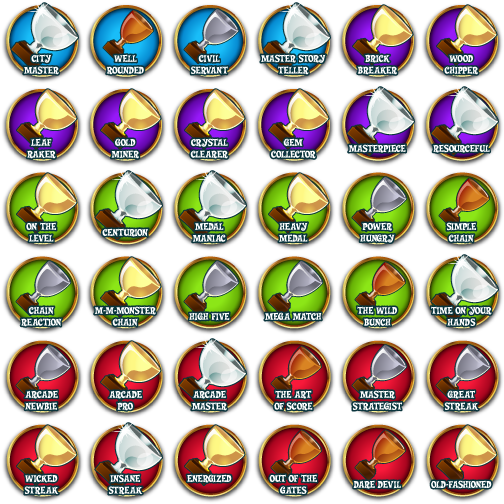 CITY
MASTER
WELL
ROUNDED
CIVIL
SERVANT
MASTER STORY
TELLER
BRICK
BREAKER
WOOD
CHIPPER
LEAF
RAKER
GOLD
MINER
CRYSTAL
CLEARER
GEM
COLLECTOR
MASTERPIECE
RESOURCEFUL
ON THE
LEVEL
CENTURION
MEDAL
MANIAC
HEAVY
MEDAL
POWER
HUNGRY
SIMPLE
CHAIN
CHAIN
REACTION
M-M-MONSTER
CHAIN
HIGH FIVE
MEGA MATCH
THE WILD
BUNCH
TIME ON YOUR
HANDS
ARCADE
NEWBIE
ARCADE
PRO
ARCADE
MASTER
THE ART
OF SCORE
MASTER
STRATEGIST
GREAT
STREAK
WICKED
STREAK
INSANE
STREAK
ENERGIZED
OUT OF THE
GATES
DARE DEVIL
OLD-FASHIONED